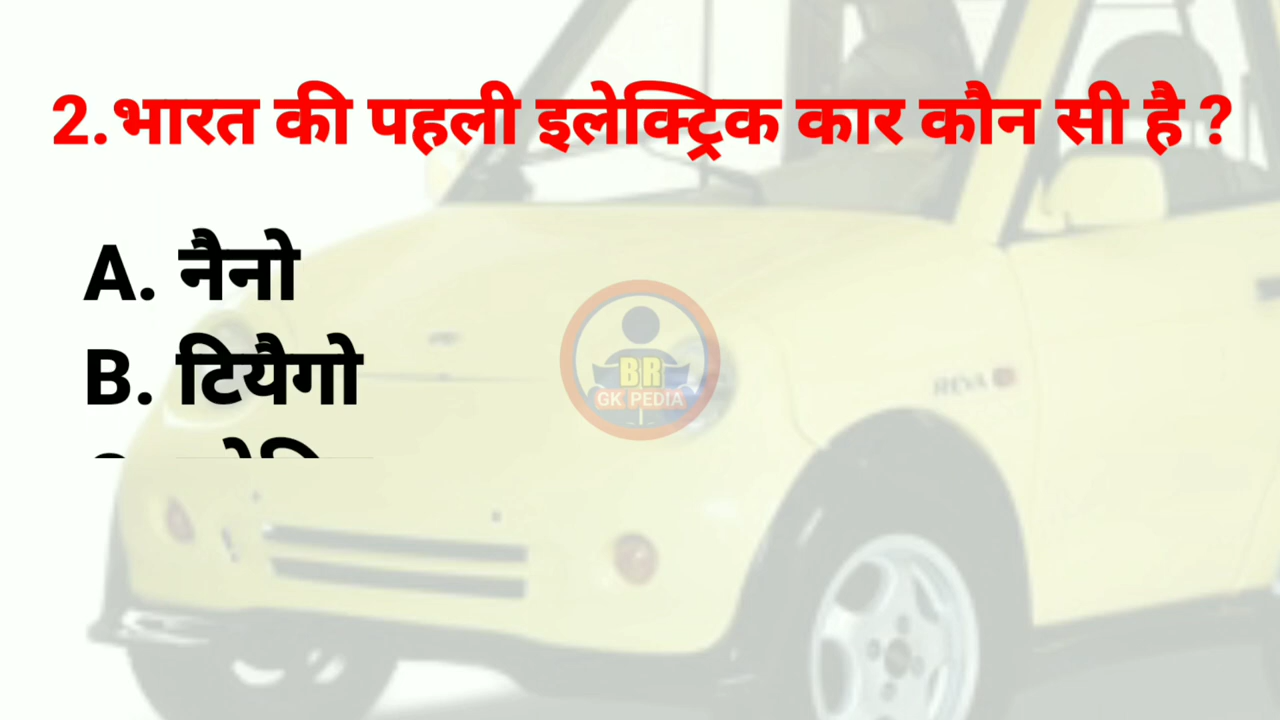 2.भारत की पहली इलेक्ट्रिक कार कौन सी है ?
A. नैनो
B. टियैगो
BR
GK PEDIA
REVA